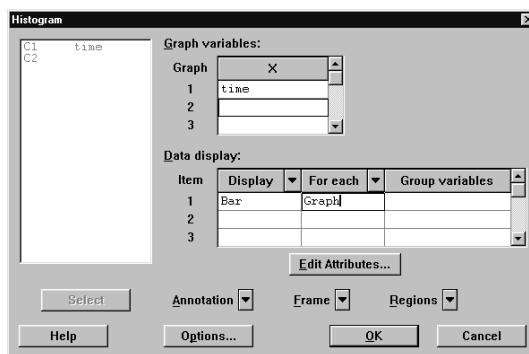 Histogram
C1 time
C2
Graph variables:
Graph X
1 time
2
3
Data display:
Item Display For each Group variables
1 Bar Graph
2
3
Edit Attributes...
Select Annotation Frame Regions
Help Options... OK Cancel